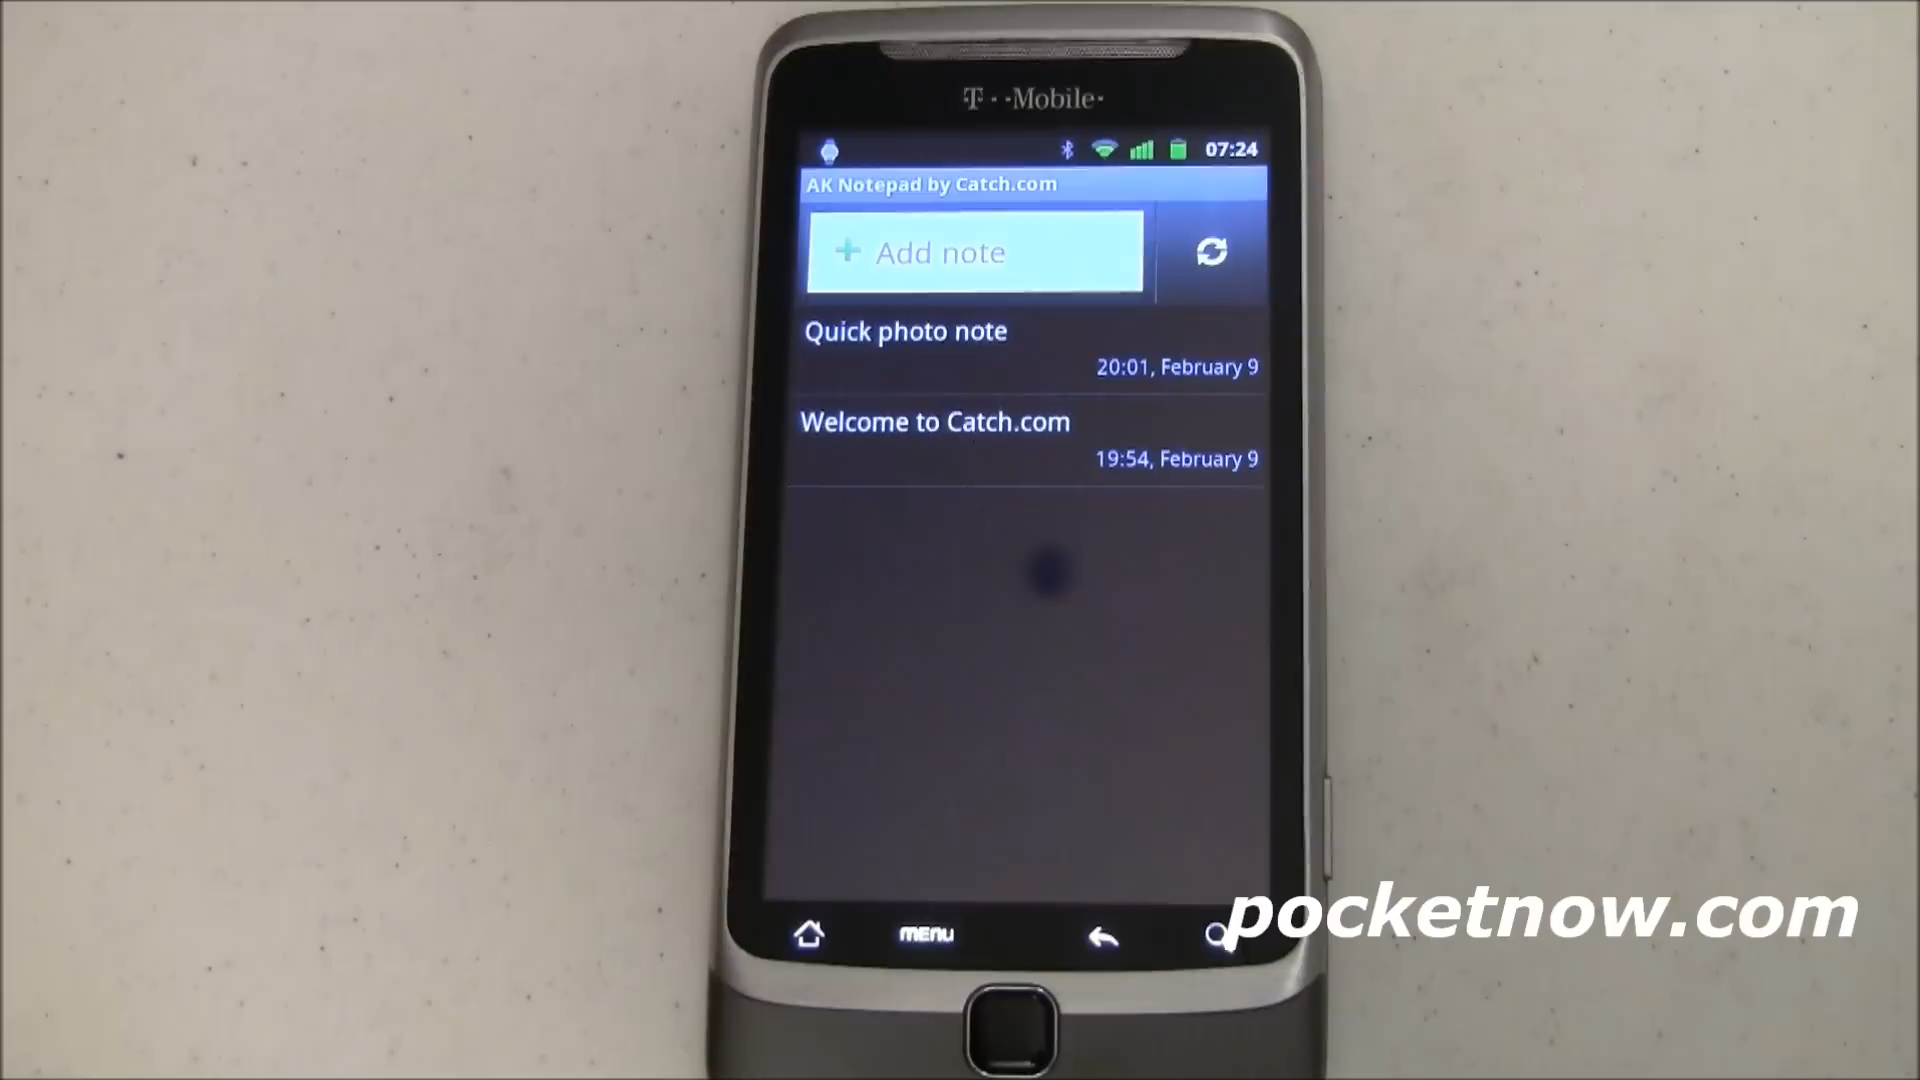 T··Mobile·
07:24
AK Notepad by Catch.com
+ Add note
Quick photo note
20:01, February 9
Welcome to Catch.com
19:54, February 9
MENU
pocketnow.com